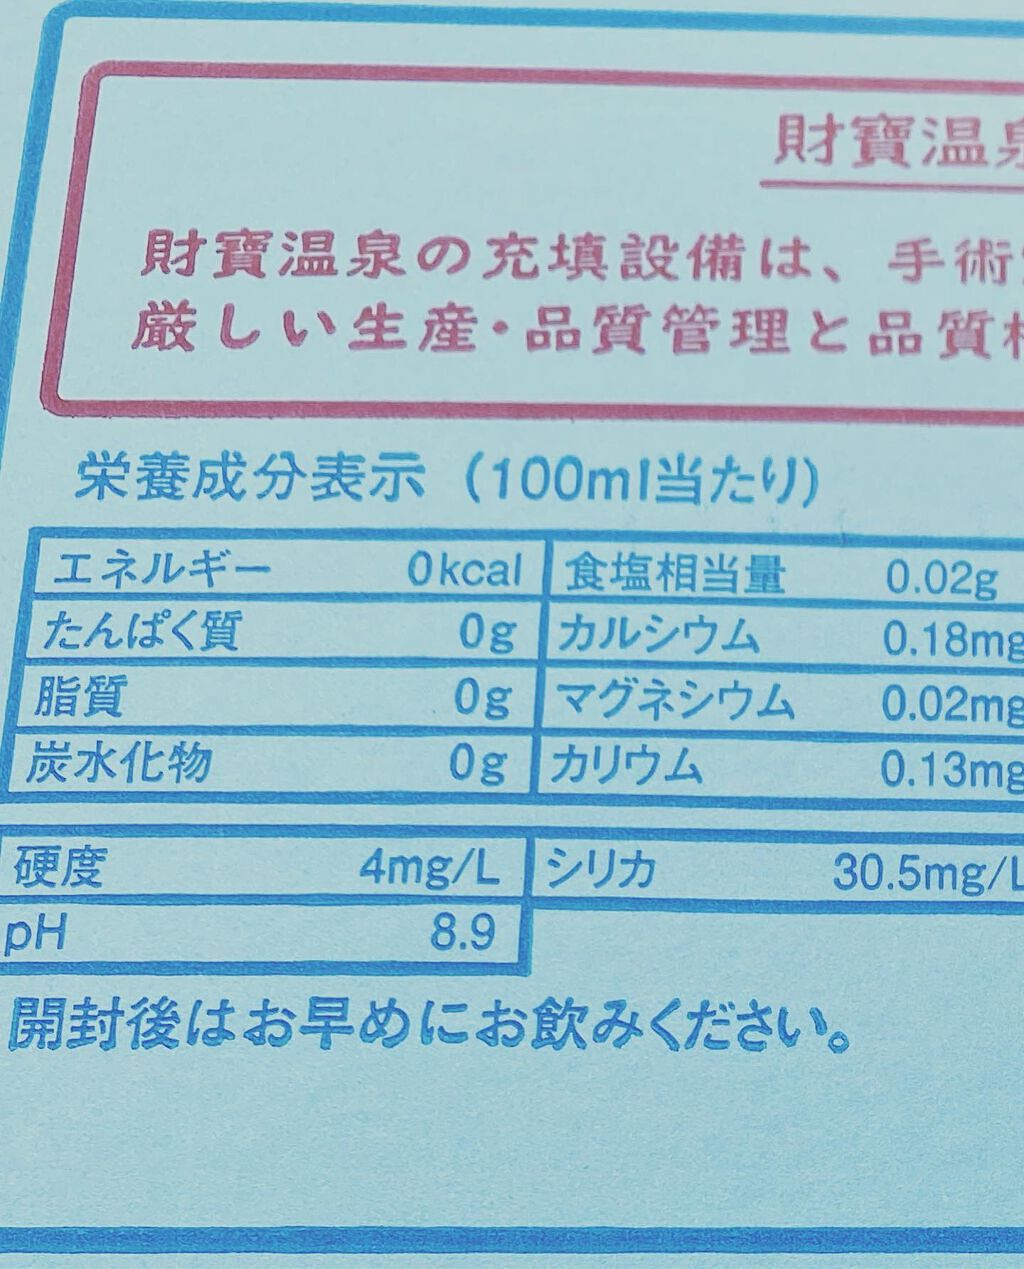 財寶温泉
財寶温泉の充填設備は、手術
厳しい生産・品質管理と品質
栄養成分表示（100ml当たり）
エネルギー 0kcal 食塩相当量 0.02g
たんぱく質 0g カルシウム 0.18mg
脂質 0g マグネシウム 0.02mg
炭水化物 0g カリウム 0.13mg
硬度 4mg/L シリカ 30.5mg/L
pH 8.9
開封後はお早めにお飲みください。